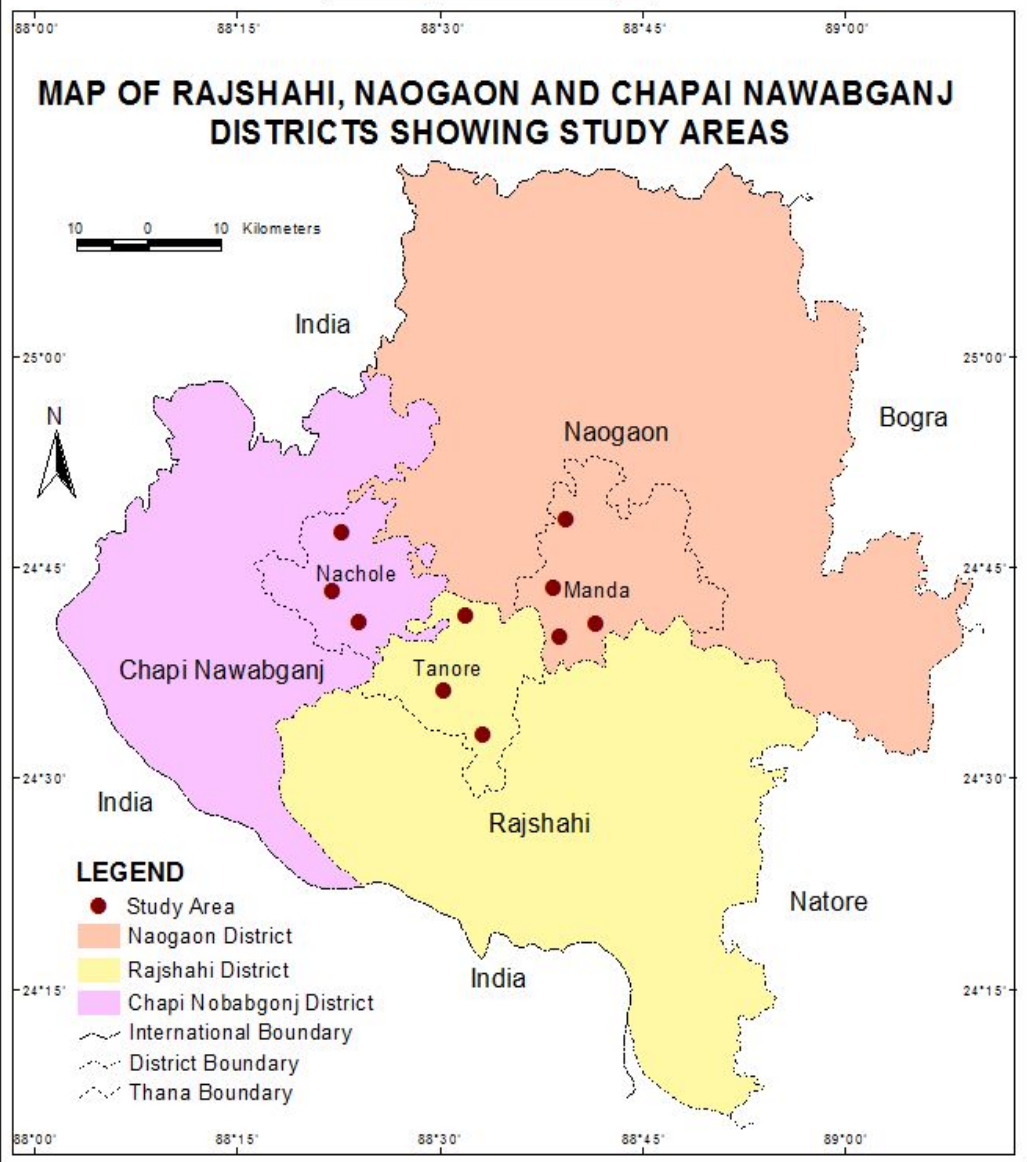 88°00' 88°15' 88°30' 88°45' 89°00'
MAP OF RAJSHAHI, NAOGAON AND CHAPAI NAWABGANJ
DISTRICTS SHOWING STUDY AREAS
10 0 10 Kilometers
India
25°00' 25°00'
N
Bogra
Naogaon
24°45' 24°45'
Nachole
Manda
Chapi Nawabganj
Tanore
24°30' 24°30'
India
Rajshahi
LEGEND
Study Area
Natore
Naogaon District
Rajshahi District
India
24°15' 24°15'
Chapi Nobabgonj District
International Boundary
District Boundary
Thana Boundary
88°00' 88°15' 88°30' 88°45' 89°00'